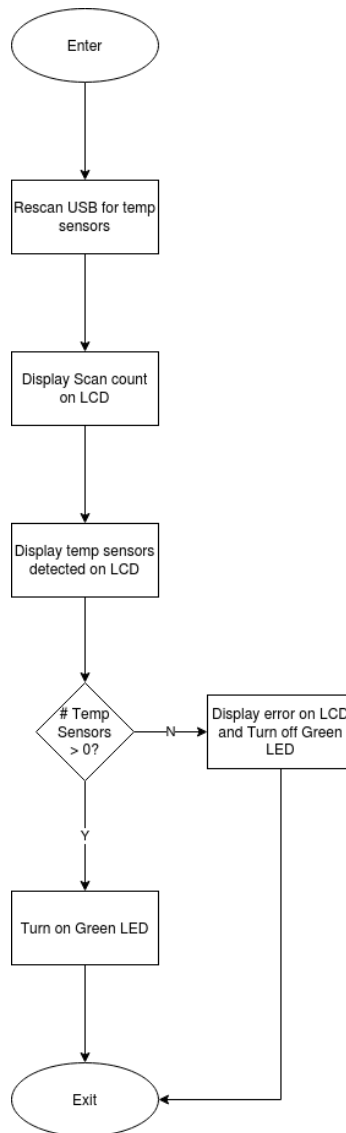 Enter
Rescan USB for temp
sensors
Display Scan count
on LCD
Display temp sensors
detected on LCD
# Temp
Sensors
> 0?
N
Display error on LCD
and Turn off Green
LED
Y
Turn on Green LED
Exit